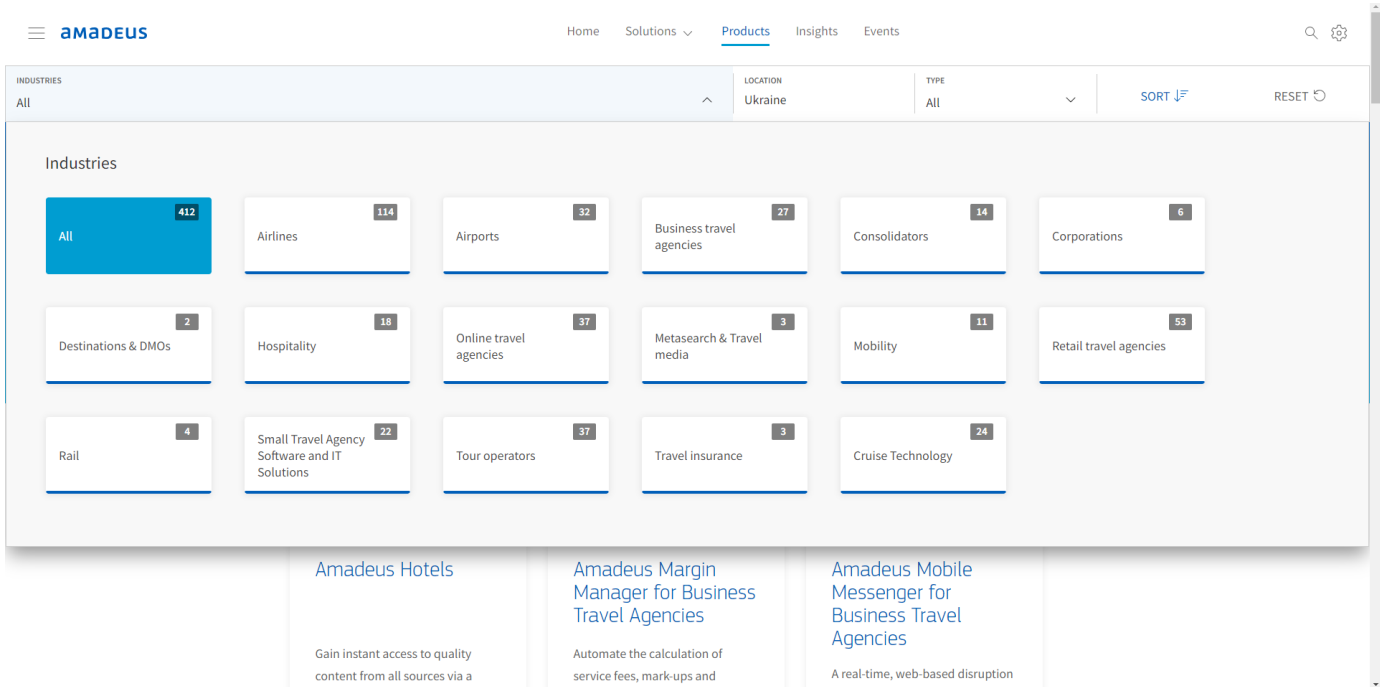 amadeus
Home
Solutions
Products
Insights
Events
INDUSTRIES
All
LOCATION
Ukraine
TYPE
All
SORT
RESET
Industries
412
All
114
Airlines
32
Airports
27
Business travel
agencies
14
Consolidators
6
Corporations
2
Destinations & DMOs
18
Hospitality
37
Online travel
agencies
3
Metasearch & Travel
media
11
Mobility
53
Retail travel agencies
4
Rail
22
Small Travel Agency
Software and IT
Solutions
37
Tour operators
3
Travel insurance
24
Cruise Technology
Amadeus Hotels
Gain instant access to quality
content from all sources via a
Amadeus Margin
Manager for Business
Travel Agencies
Automate the calculation of
service fees, mark-ups and
Amadeus Mobile
Messenger for
Business Travel
Agencies
A real-time, web-based disruption